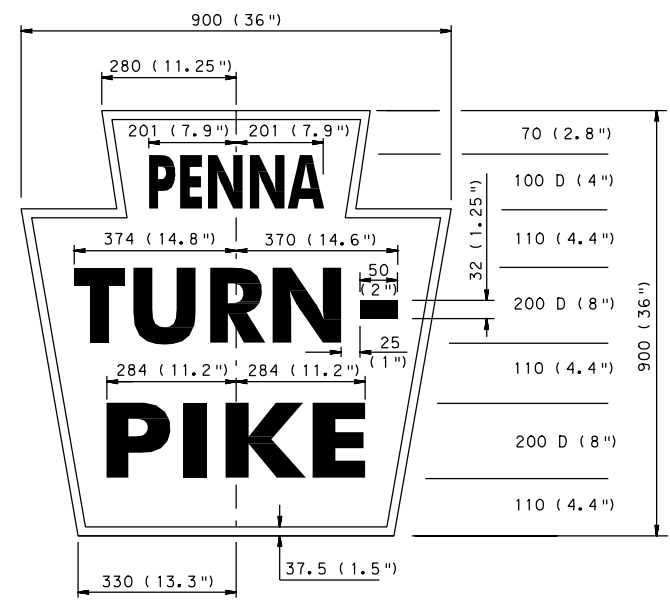 900 (36")
280 (11.25")
201 (7.9") 201 (7.9")
70 (2.8")
PENNA
100 D (4")
374 (14.8") 370 (14.6")
110 (4.4")
32 (1.25")
50
(2")
TURN-
200 D (8")
900 (36")
25
(1")
284 (11.2") 284 (11.2")
110 (4.4")
PIKE
200 D (8")
110 (4.4")
37.5 (1.5")
330 (13.3")